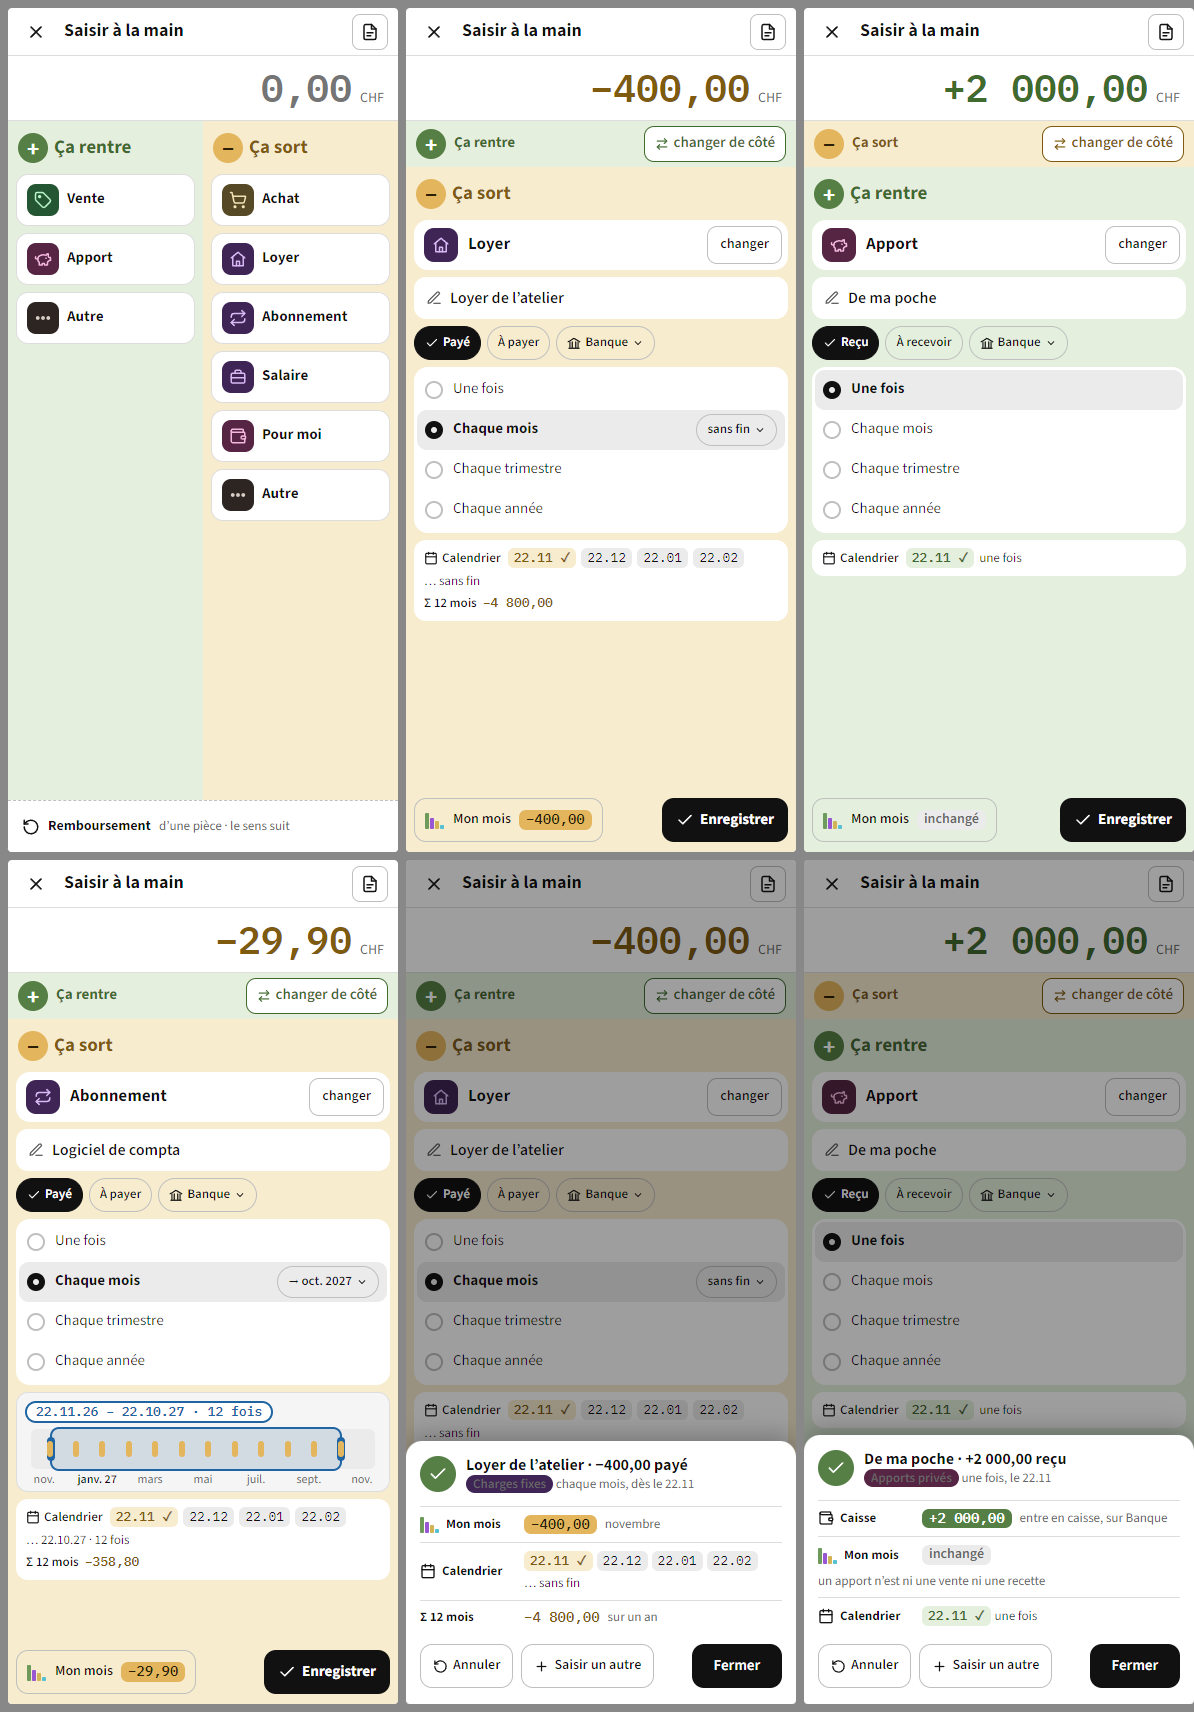 Saisir à la main
0,00 CHF
+ Ça rentre
Vente
Apport
Autre
− Ça sort
Achat
Loyer
Abonnement
Salaire
Pour moi
Autre
Remboursement d’une pièce · le sens suit
Saisir à la main
−400,00 CHF
+ Ça rentre changer de côté
− Ça sort
Loyer changer
Loyer de l’atelier
Payé À payer Banque
Une fois
Chaque mois sans fin
Chaque trimestre
Chaque année
Calendrier 22.11 ✓ 22.12 22.01 22.02
… sans fin
Σ 12 mois −4 800,00
Mon mois −400,00 Enregistrer
Saisir à la main
+2 000,00 CHF
− Ça sort changer de côté
+ Ça rentre
Apport changer
De ma poche
Reçu À recevoir Banque
Une fois
Chaque mois
Chaque trimestre
Chaque année
Calendrier 22.11 ✓ une fois
Mon mois inchangé Enregistrer
Saisir à la main
−29,90 CHF
+ Ça rentre changer de côté
− Ça sort
Abonnement changer
Logiciel de compta
Payé À payer Banque
Une fois
Chaque mois → oct. 2027
Chaque trimestre
Chaque année
22.11.26 – 22.10.27 · 12 fois
nov. janv. 27 mars mai juil. sept. nov.
Calendrier 22.11 ✓ 22.12 22.01 22.02
… 22.10.27 · 12 fois
Σ 12 mois −358,80
Mon mois −29,90 Enregistrer
Saisir à la main
−400,00 CHF
+ Ça rentre changer de côté
− Ça sort
Loyer changer
Loyer de l’atelier
Payé À payer Banque
Une fois
Chaque mois sans fin
Chaque trimestre
Chaque année
Calendrier 22.11 ✓ 22.12 22.01 22.02
… sans fin
Loyer de l’atelier · −400,00 payé
Charges fixes chaque mois, dès le 22.11
Mon mois −400,00 novembre
Calendrier 22.11 ✓ 22.12 22.01 22.02
… sans fin
Σ 12 mois −4 800,00 sur un an
Annuler + Saisir un autre Fermer
Saisir à la main
+2 000,00 CHF
− Ça sort changer de côté
+ Ça rentre
Apport changer
De ma poche
Reçu À recevoir Banque
Une fois
Chaque mois
Chaque trimestre
Chaque année
Calendrier 22.11 ✓ une fois
De ma poche · +2 000,00 reçu
Apports privés une fois, le 22.11
Caisse +2 000,00 entre en caisse, sur Banque
Mon mois inchangé
un apport n’est ni une vente ni une recette
Calendrier 22.11 ✓ une fois
Annuler + Saisir un autre Fermer